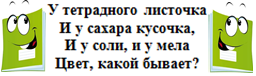 У тетрадного листочка
И у сахара кусочка,
И у соли, и у мела
Цвет, какой бывает?